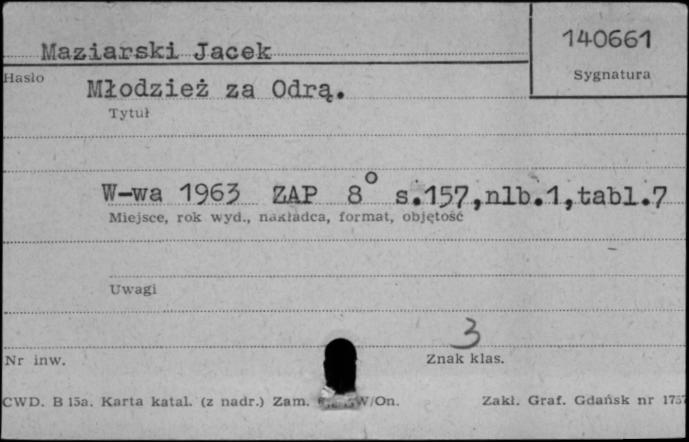 140661
Maziarski Jacek
Hasło
Sygnatura
Młodzież za Odrą.
Tytuł
W-wa 1963 ZAP 8° s.157,nlb.1,tabl.7
Miejsce, rok wyd., nakładca, format, objętość
Uwagi
3
Nr inw.
Znak klas.
CWD. B 15a. Karta katal. (z nadr.) Zam. W/On.
Zakł. Graf. Gdańsk nr